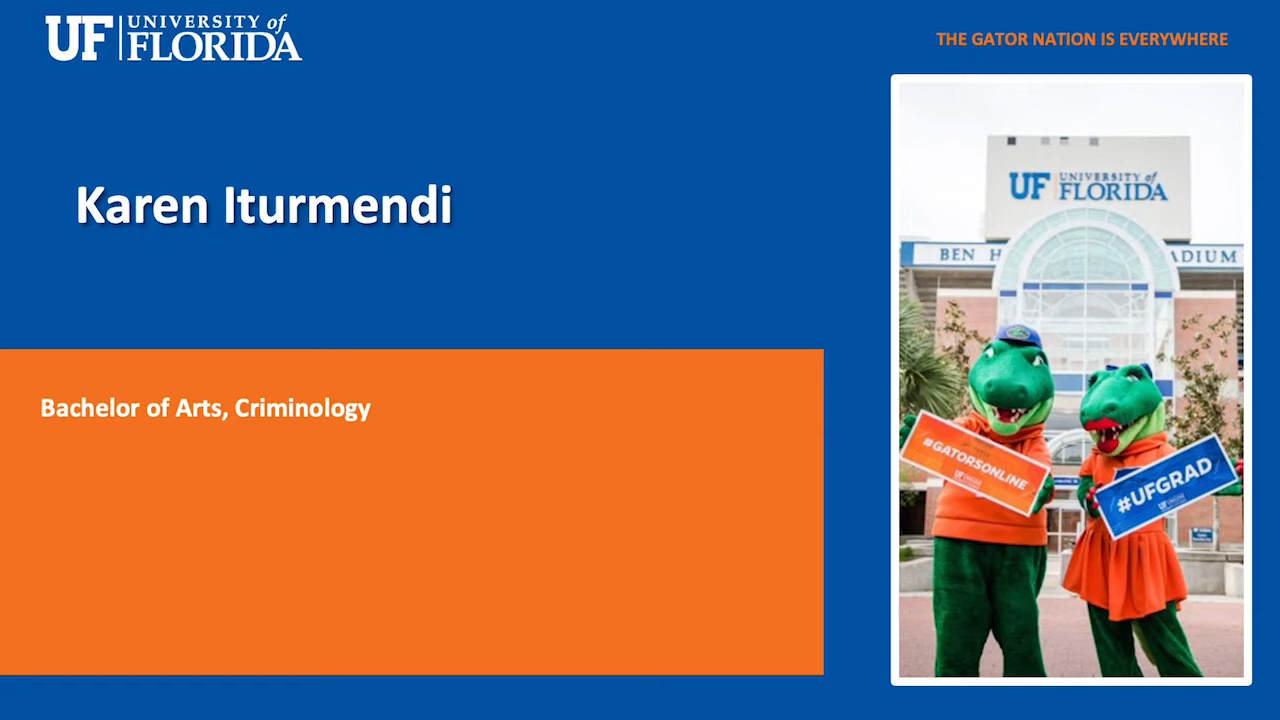 UF UNIVERSITY of
FLORIDA
THE GATOR NATION IS EVERYWHERE
Karen Iturmendi
Bachelor of Arts, Criminology
UF UNIVERSITY of
FLORIDA
BEN H
ADIUM
#GATORSONLINE
#UFGRAD